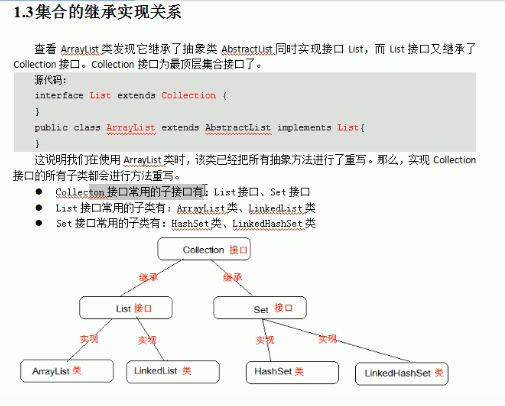 1.3集合的继承实现关系
查看 ArrayList 类发现它继承了抽象类 AbstractList 同时实现接口 List，而 List 接口又继承了
Collection 接口。Collection 接口为最顶层集合接口了。
源代码：
interface List extends Collection {
}
public class ArrayList extends AbstractList implements List{
}
这说明我们在使用 ArrayList 类时，该类已经把所有抽象方法进行了重写。那么，实现 Collection
接口的所有子类都会进行方法重写。
● Collecton 接口常用的子接口有：List 接口、Set 接口
● List 接口常用的子类有：ArrayList 类、LinkedList 类
● Set 接口常用的子类有：HashSet 类、LinkedHashSet 类
Collection 接口
继承 继承
List 接口 Set 接口
实现 实现 实现 实现
ArrayList 类 LinkedList 类 HashSet 类 LinkedHashSet 类